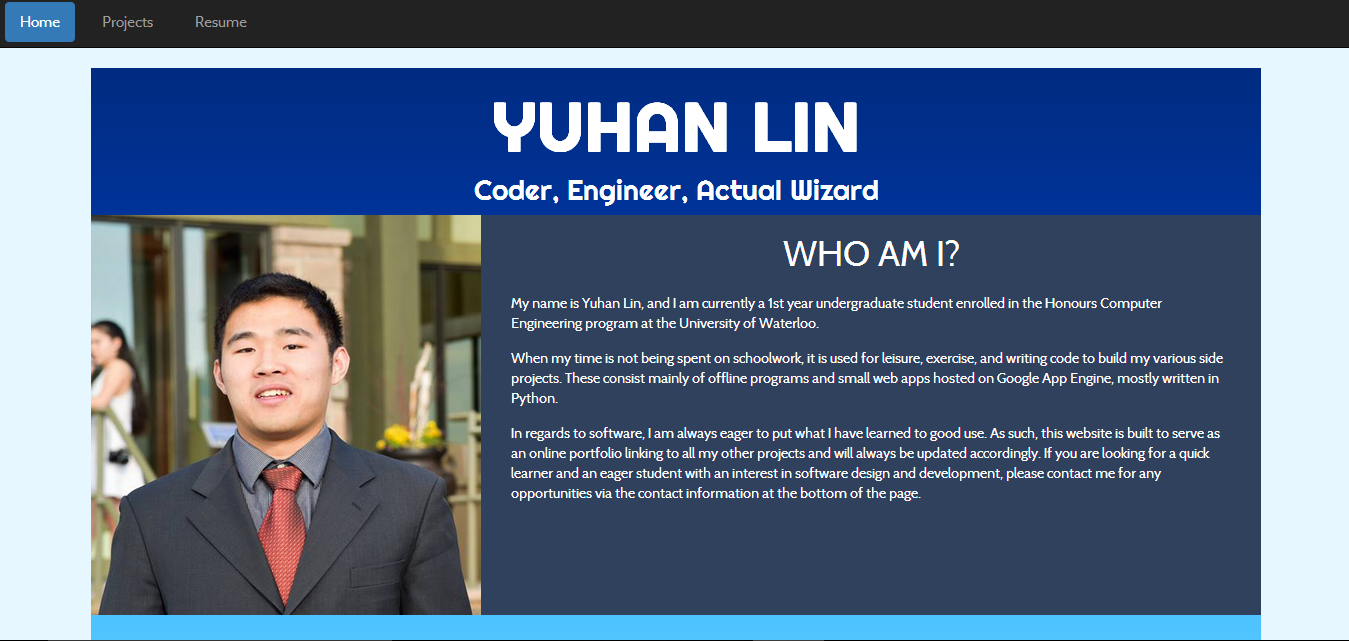 Home Projects Resume
YUHAN LIN
Coder, Engineer, Actual Wizard
WHO AM I?
My name is Yuhan Lin, and I am currently a 1st year undergraduate student enrolled in the Honours Computer
Engineering program at the University of Waterloo.
When my time is not being spent on schoolwork, it is used for leisure, exercise, and writing code to build my various side
projects. These consist mainly of offline programs and small web apps hosted on Google App Engine, mostly written in
Python.
In regards to software, I am always eager to put what I have learned to good use. As such, this website is built to serve as
an online portfolio linking to all my other projects and will always be updated accordingly. If you are looking for a quick
learner and an eager student with an interest in software design and development, please contact me for any
opportunities via the contact information at the bottom of the page.